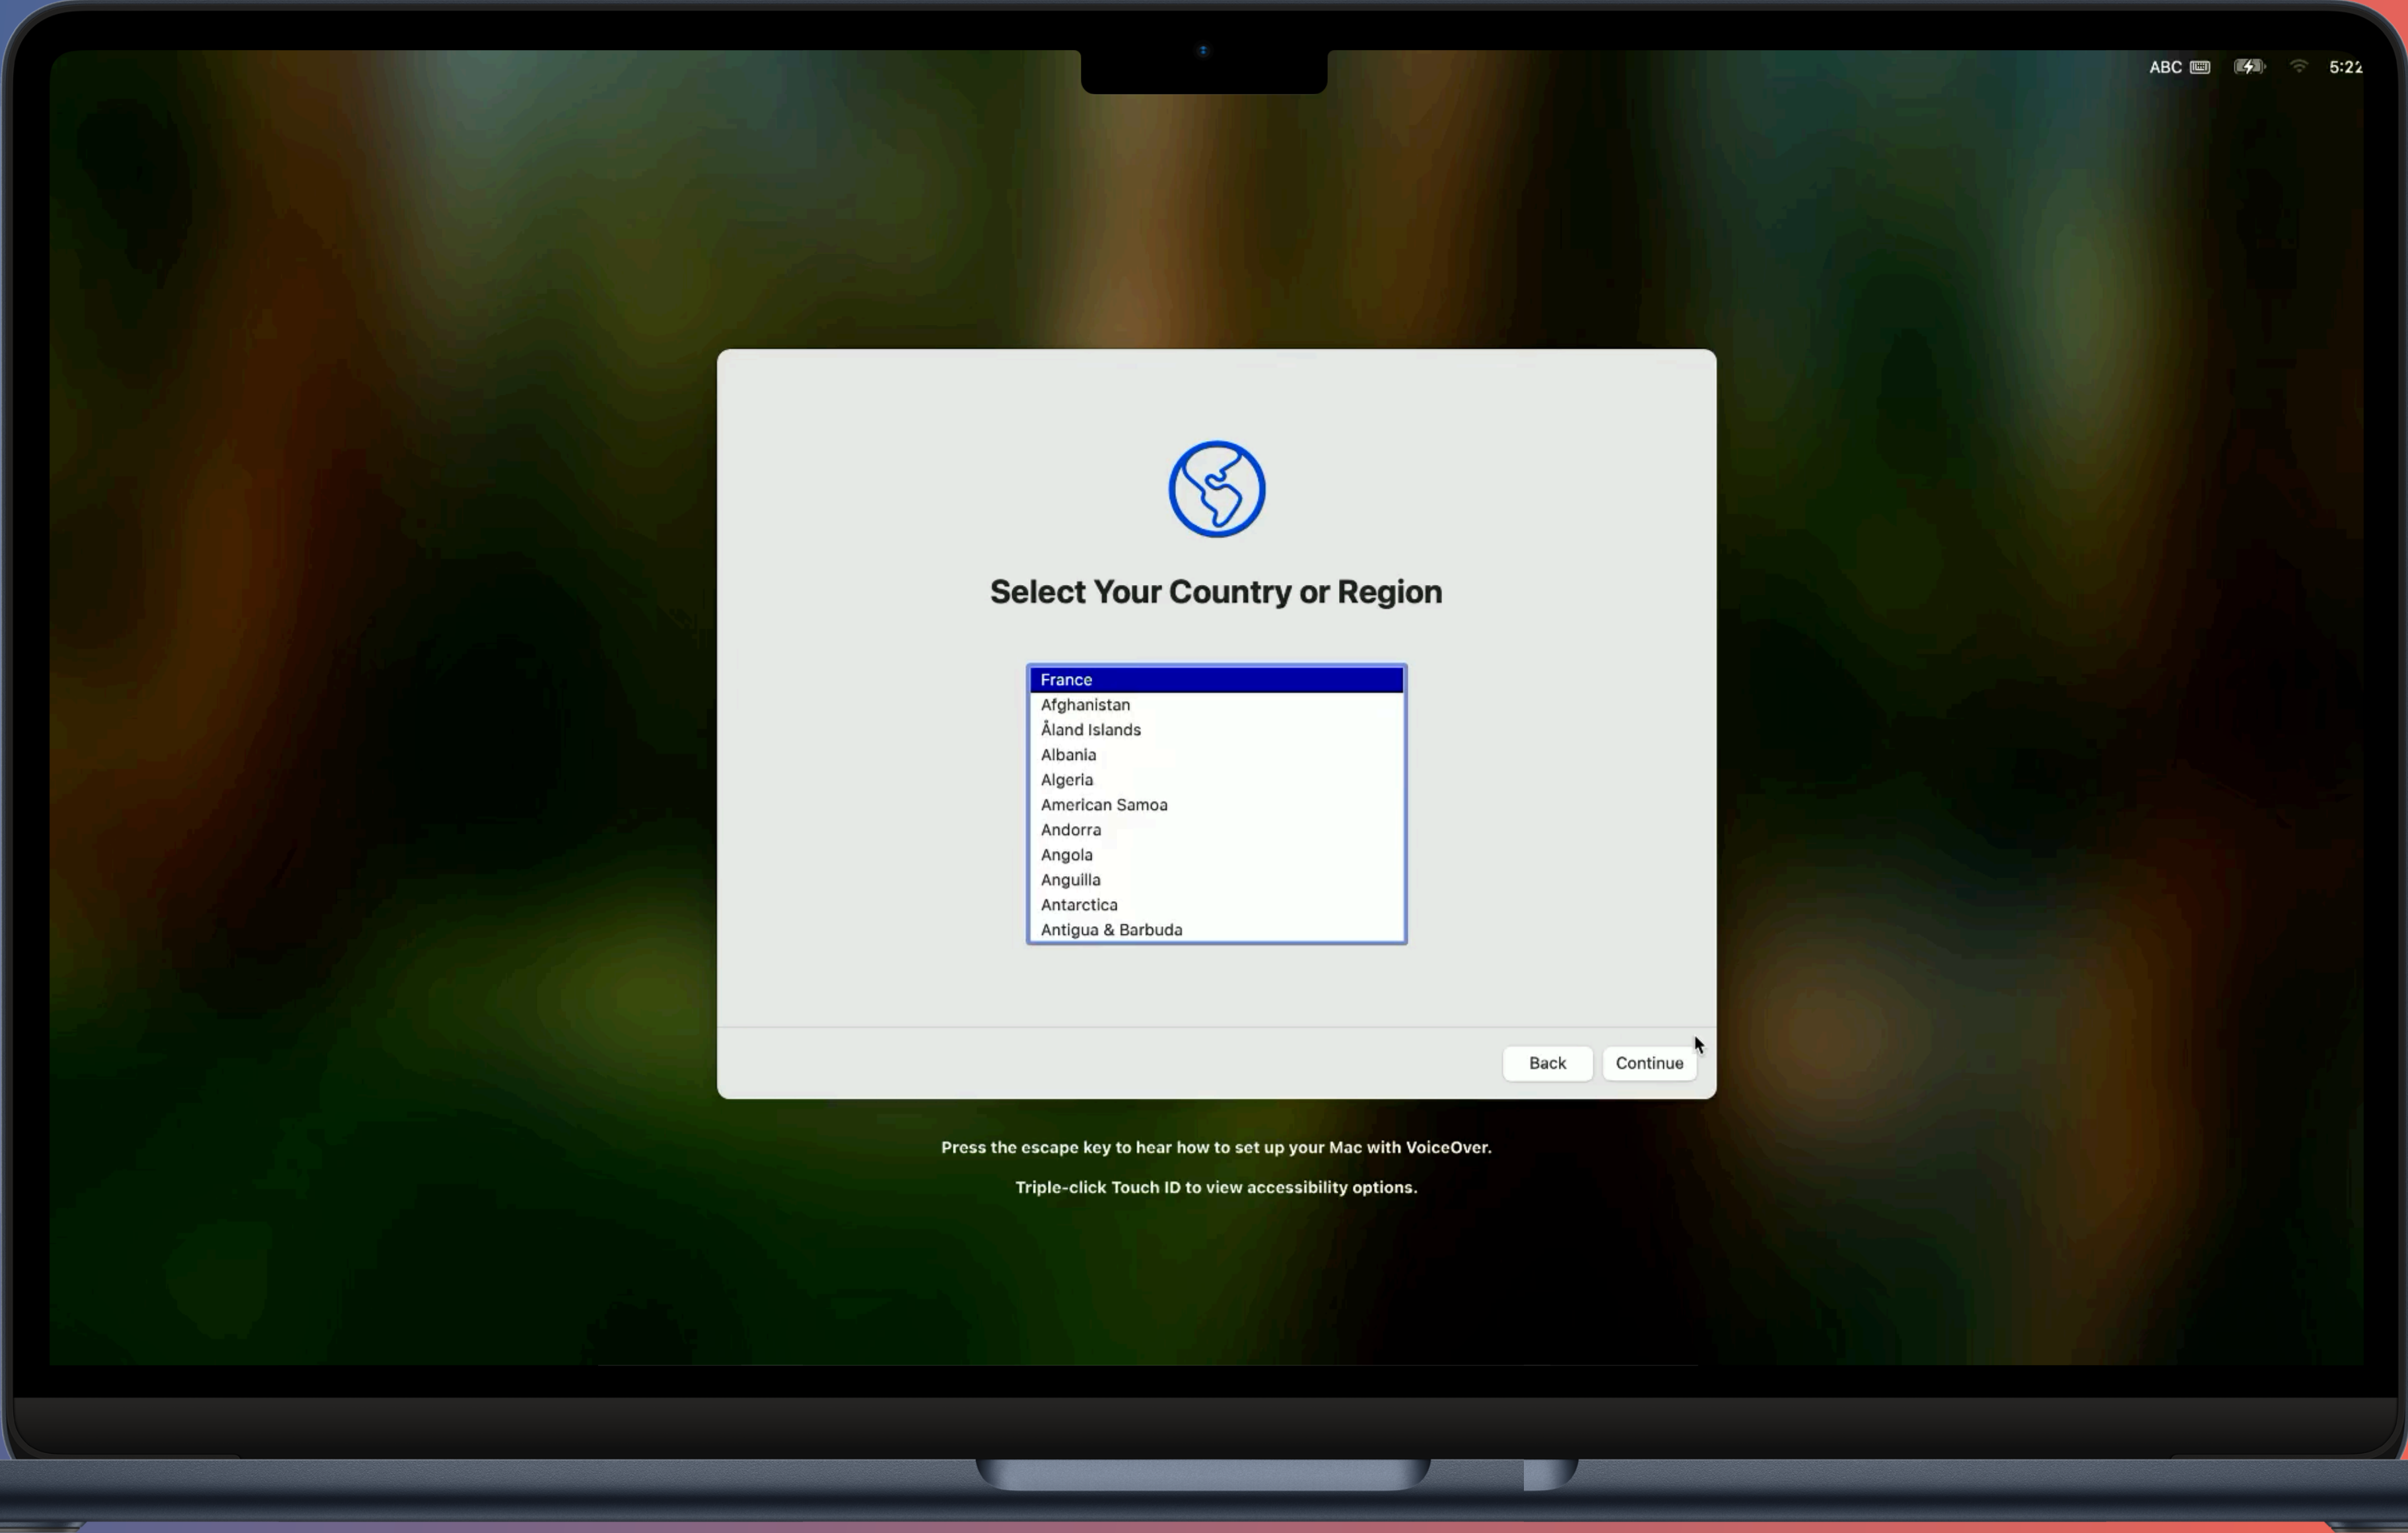 ABC
5:22
Select Your Country or Region
France
Afghanistan
Åland Islands
Albania
Algeria
American Samoa
Andorra
Angola
Anguilla
Antarctica
Antigua & Barbuda
Back Continue
Press the escape key to hear how to set up your Mac with VoiceOver.
Triple-click Touch ID to view accessibility options.